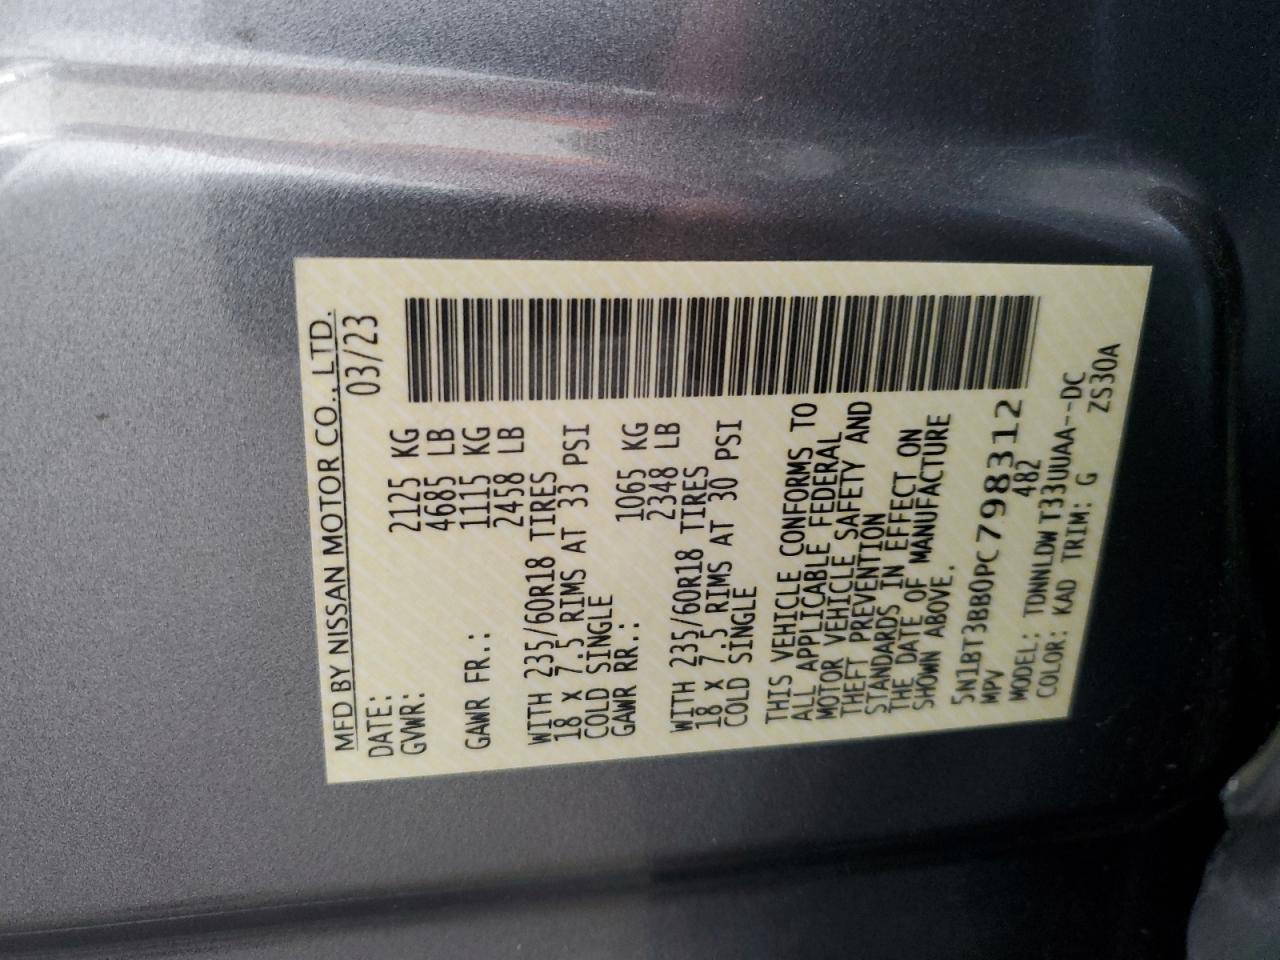 MFD BY NISSAN MOTOR CO., LTD.
DATE: 03/23
GVWR: 2125 KG
4685 LB
GAWR FR.: 1115 KG
2458 LB
WITH 235/60R18 TIRES
18 x 7.5 RIMS AT 33 PSI
COLD SINGLE
GAWR RR.: 1065 KG
2348 LB
WITH 235/60R18 TIRES
18 x 7.5 RIMS AT 30 PSI
COLD SINGLE
THIS VEHICLE CONFORMS TO
ALL APPLICABLE FEDERAL
MOTOR VEHICLE SAFETY AND
THEFT PREVENTION
STANDARDS IN EFFECT ON
THE DATE OF MANUFACTURE
SHOWN ABOVE.
5N1BT3BB0PC798312
MPV 482
MODEL: TDNNLDWT33UUAA--DC
COLOR: KAD TRIM: G ZS30A